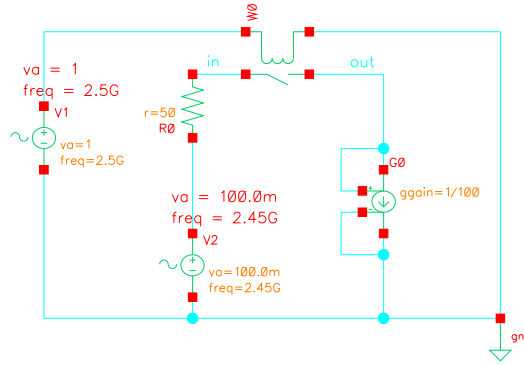 W0
in
out
va = 1
freq = 2.5G
V1
va=1
freq=2.5G
r=50
R0
G0
ggain=1/100
va = 100.0m
freq = 2.45G
V2
va=100.0m
freq=2.45G
gn